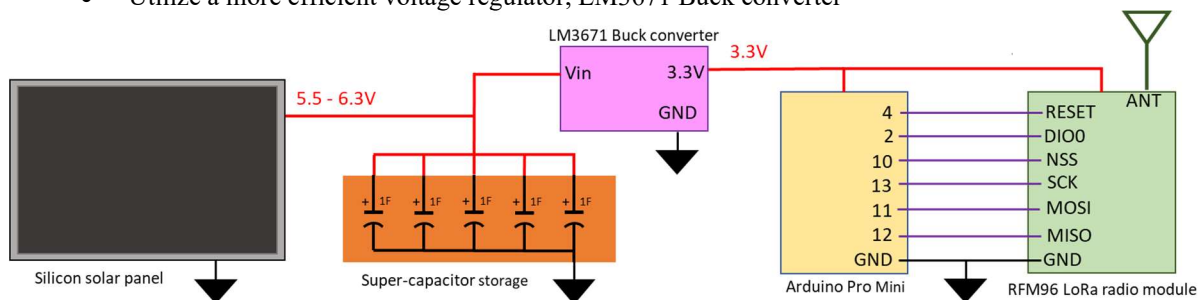 • Utilize a more efficient voltage regulator, LM3671 Buck converter
LM3671 Buck converter
5.5 - 6.3V
Vin
3.3V
GND
3.3V
+ 1F
+ 1F
+ 1F
+ 1F
+ 1F
Silicon solar panel
Super-capacitor storage
4
2
10
13
11
12
GND
Arduino Pro Mini
ANT
RESET
DIO0
NSS
SCK
MOSI
MISO
GND
RFM96 LoRa radio module